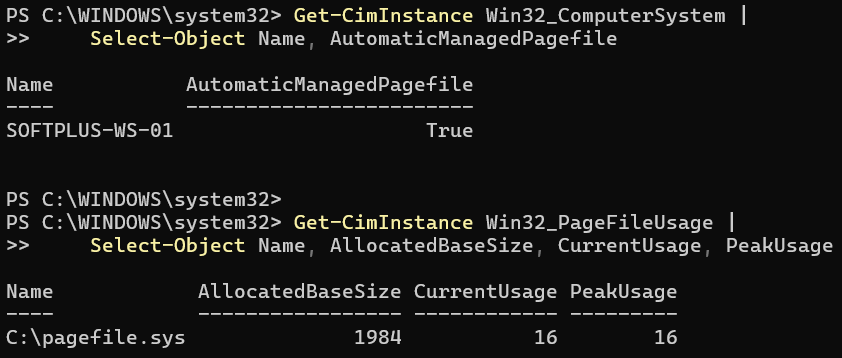 PS C:\WINDOWS\system32> Get-CimInstance Win32_ComputerSystem |
>>     Select-Object Name, AutomaticManagedPagefile

Name           AutomaticManagedPagefile
----           ------------------------
SOFTPLUS-WS-01                     True


PS C:\WINDOWS\system32>
PS C:\WINDOWS\system32> Get-CimInstance Win32_PageFileUsage |
>>     Select-Object Name, AllocatedBaseSize, CurrentUsage, PeakUsage

Name            AllocatedBaseSize CurrentUsage PeakUsage
----            ----------------- ------------ ---------
C:\pagefile.sys              1984           16        16